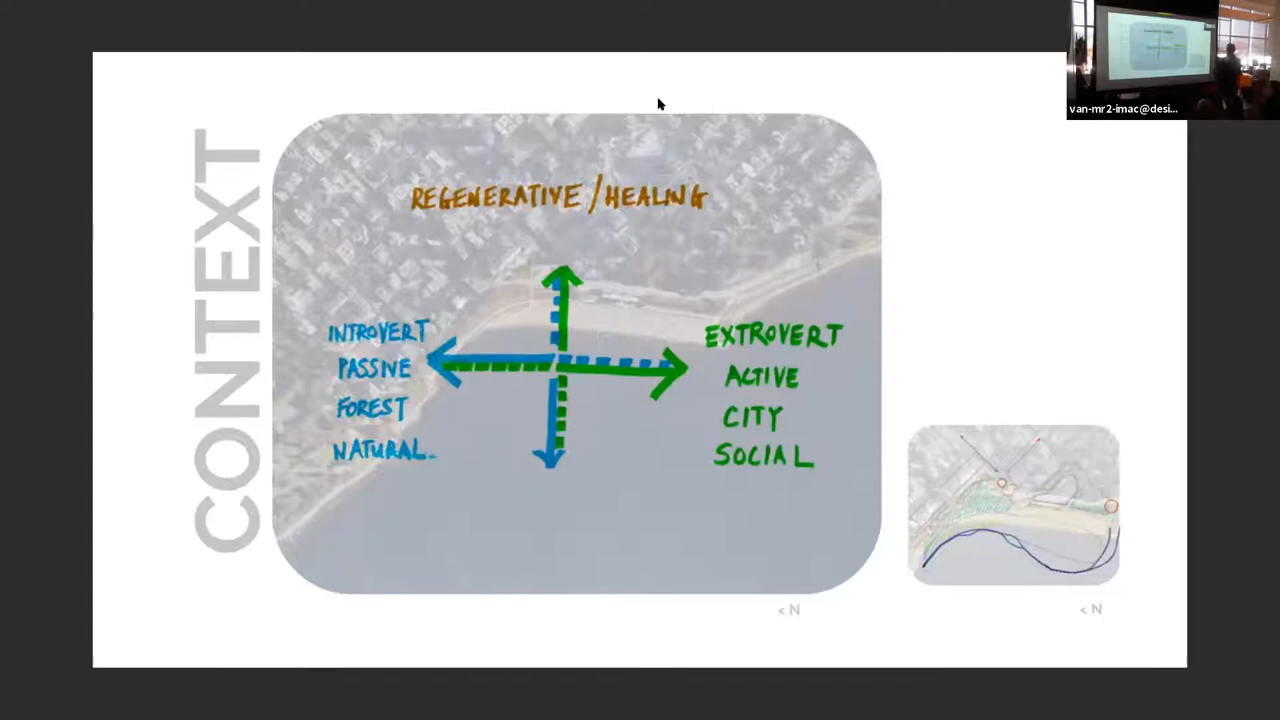 van-mr2-imac@desi...
CONTEXT
REGENERATIVE/HEALING
INTROVERT
PASSIVE
FOREST
NATURAL.
EXTROVERT
ACTIVE
CITY
SOCIAL
< N
< N